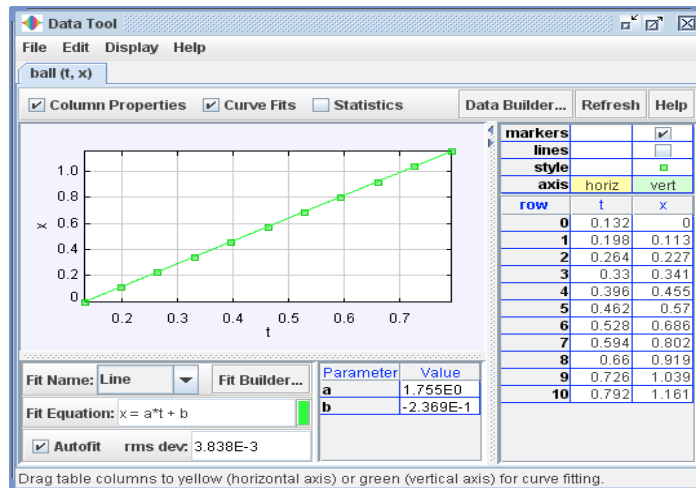 Data Tool
File Edit Display Help
ball (t, x)
Column Properties Curve Fits Statistics Data Builder... Refresh Help
markers
lines
style
axis horiz vert
row t x
0 0.132 0
1 0.198 0.113
2 0.264 0.227
3 0.33 0.341
4 0.396 0.455
5 0.462 0.57
6 0.528 0.686
7 0.594 0.802
8 0.66 0.919
9 0.726 1.039
10 0.792 1.161
1.0
0.8
0.6
0.4
0.2
0
x
0.2 0.3 0.4 0.5 0.6 0.7
t
Fit Name: Line Fit Builder...
Fit Equation: x = a*t + b
Autofit rms dev: 3.838E-3
Parameter Value
a 1.755E0
b -2.369E-1
Drag table columns to yellow (horizontal axis) or green (vertical axis) for curve fitting.